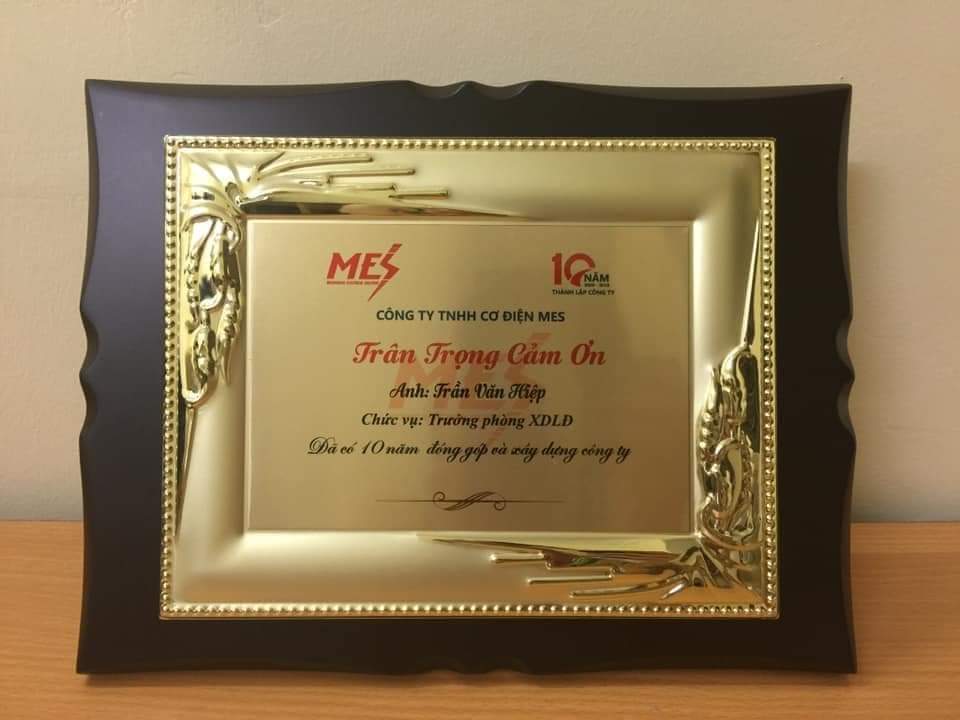 MES
10 NĂM
THÀNH LẬP CÔNG TY
CÔNG TY TNHH CƠ ĐIỆN MES
Trân Trọng Cảm Ơn
Anh: Trần Văn Hiệp
Chức vụ: Trưởng phòng XDLĐ
Đã có 10 năm đóng góp và xây dựng công ty
MES